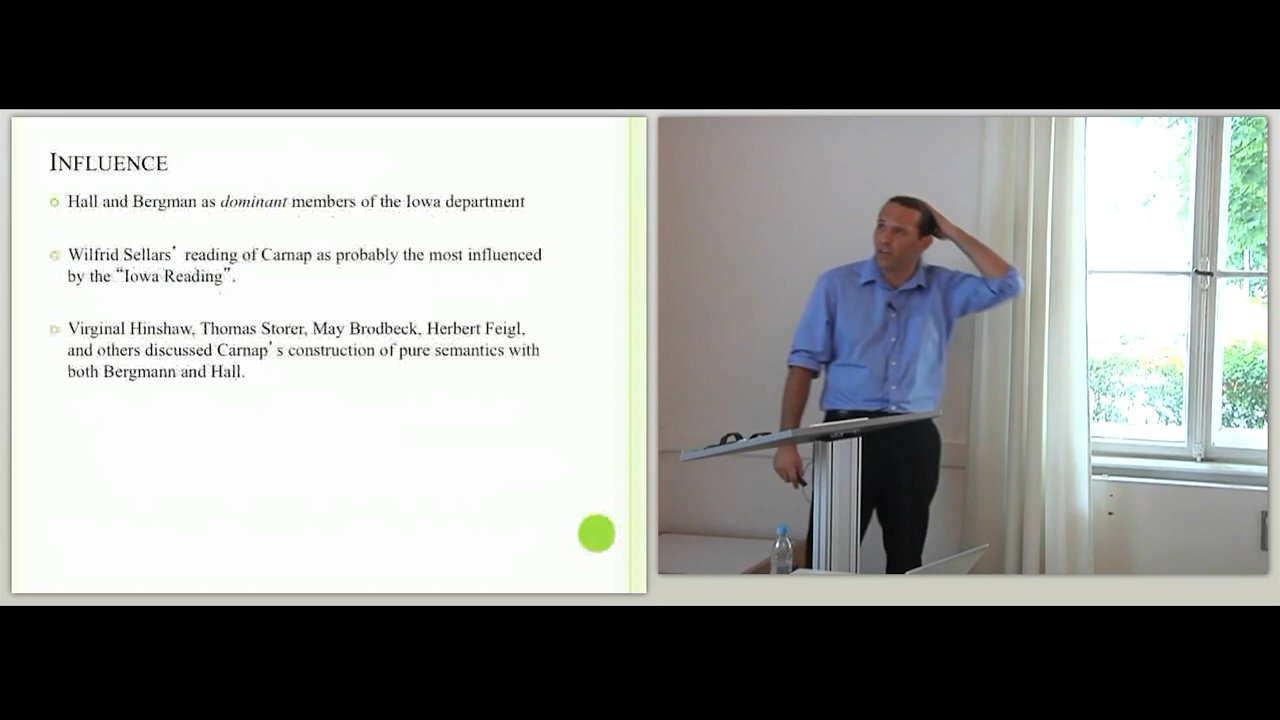 INFLUENCE
Hall and Bergman as dominant members of the Iowa department
Wilfrid Sellars’ reading of Carnap as probably the most influenced
by the “Iowa Reading”.
Virginal Hinshaw, Thomas Storer, May Brodbeck, Herbert Feigl,
and others discussed Carnap’s construction of pure semantics with
both Bergmann and Hall.